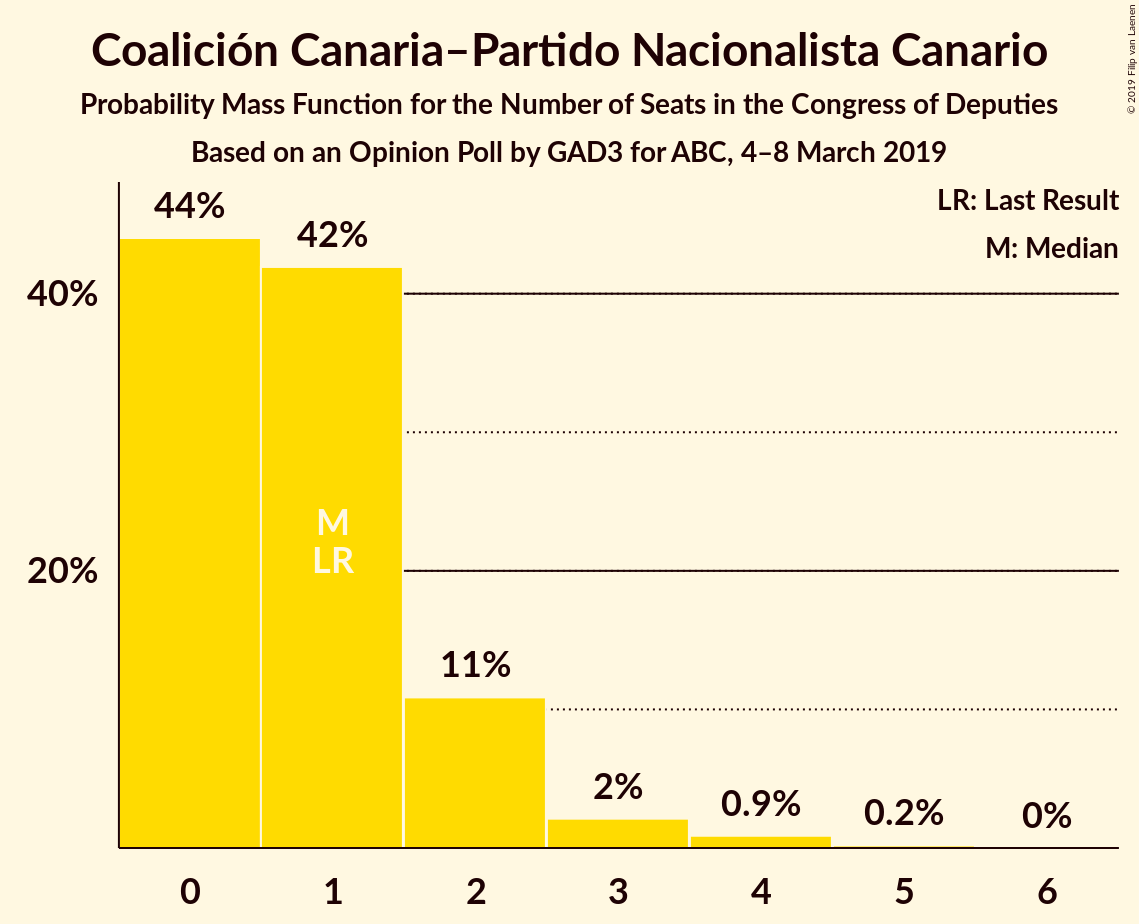 Coalición Canaria–Partido Nacionalista Canario
Probability Mass Function for the Number of Seats in the Congress of Deputies
Based on an Opinion Poll by GAD3 for ABC, 4–8 March 2019
© 2019 Filip van Laenen
LR: Last Result
M: Median
44%
42%
40%
M
LR
20%
11%
2%
0.9%
0.2%
0%
0 1 2 3 4 5 6